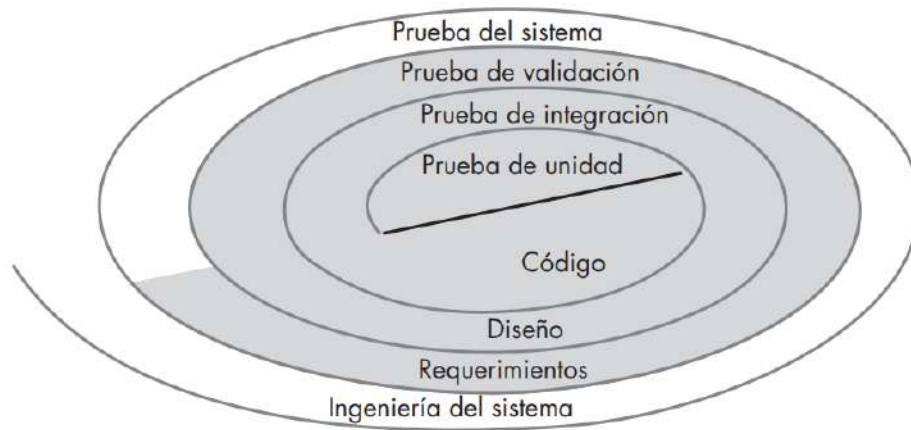 Prueba del sistema
Prueba de validación
Prueba de integración
Prueba de unidad
Código
Diseño
Requerimientos
Ingeniería del sistema